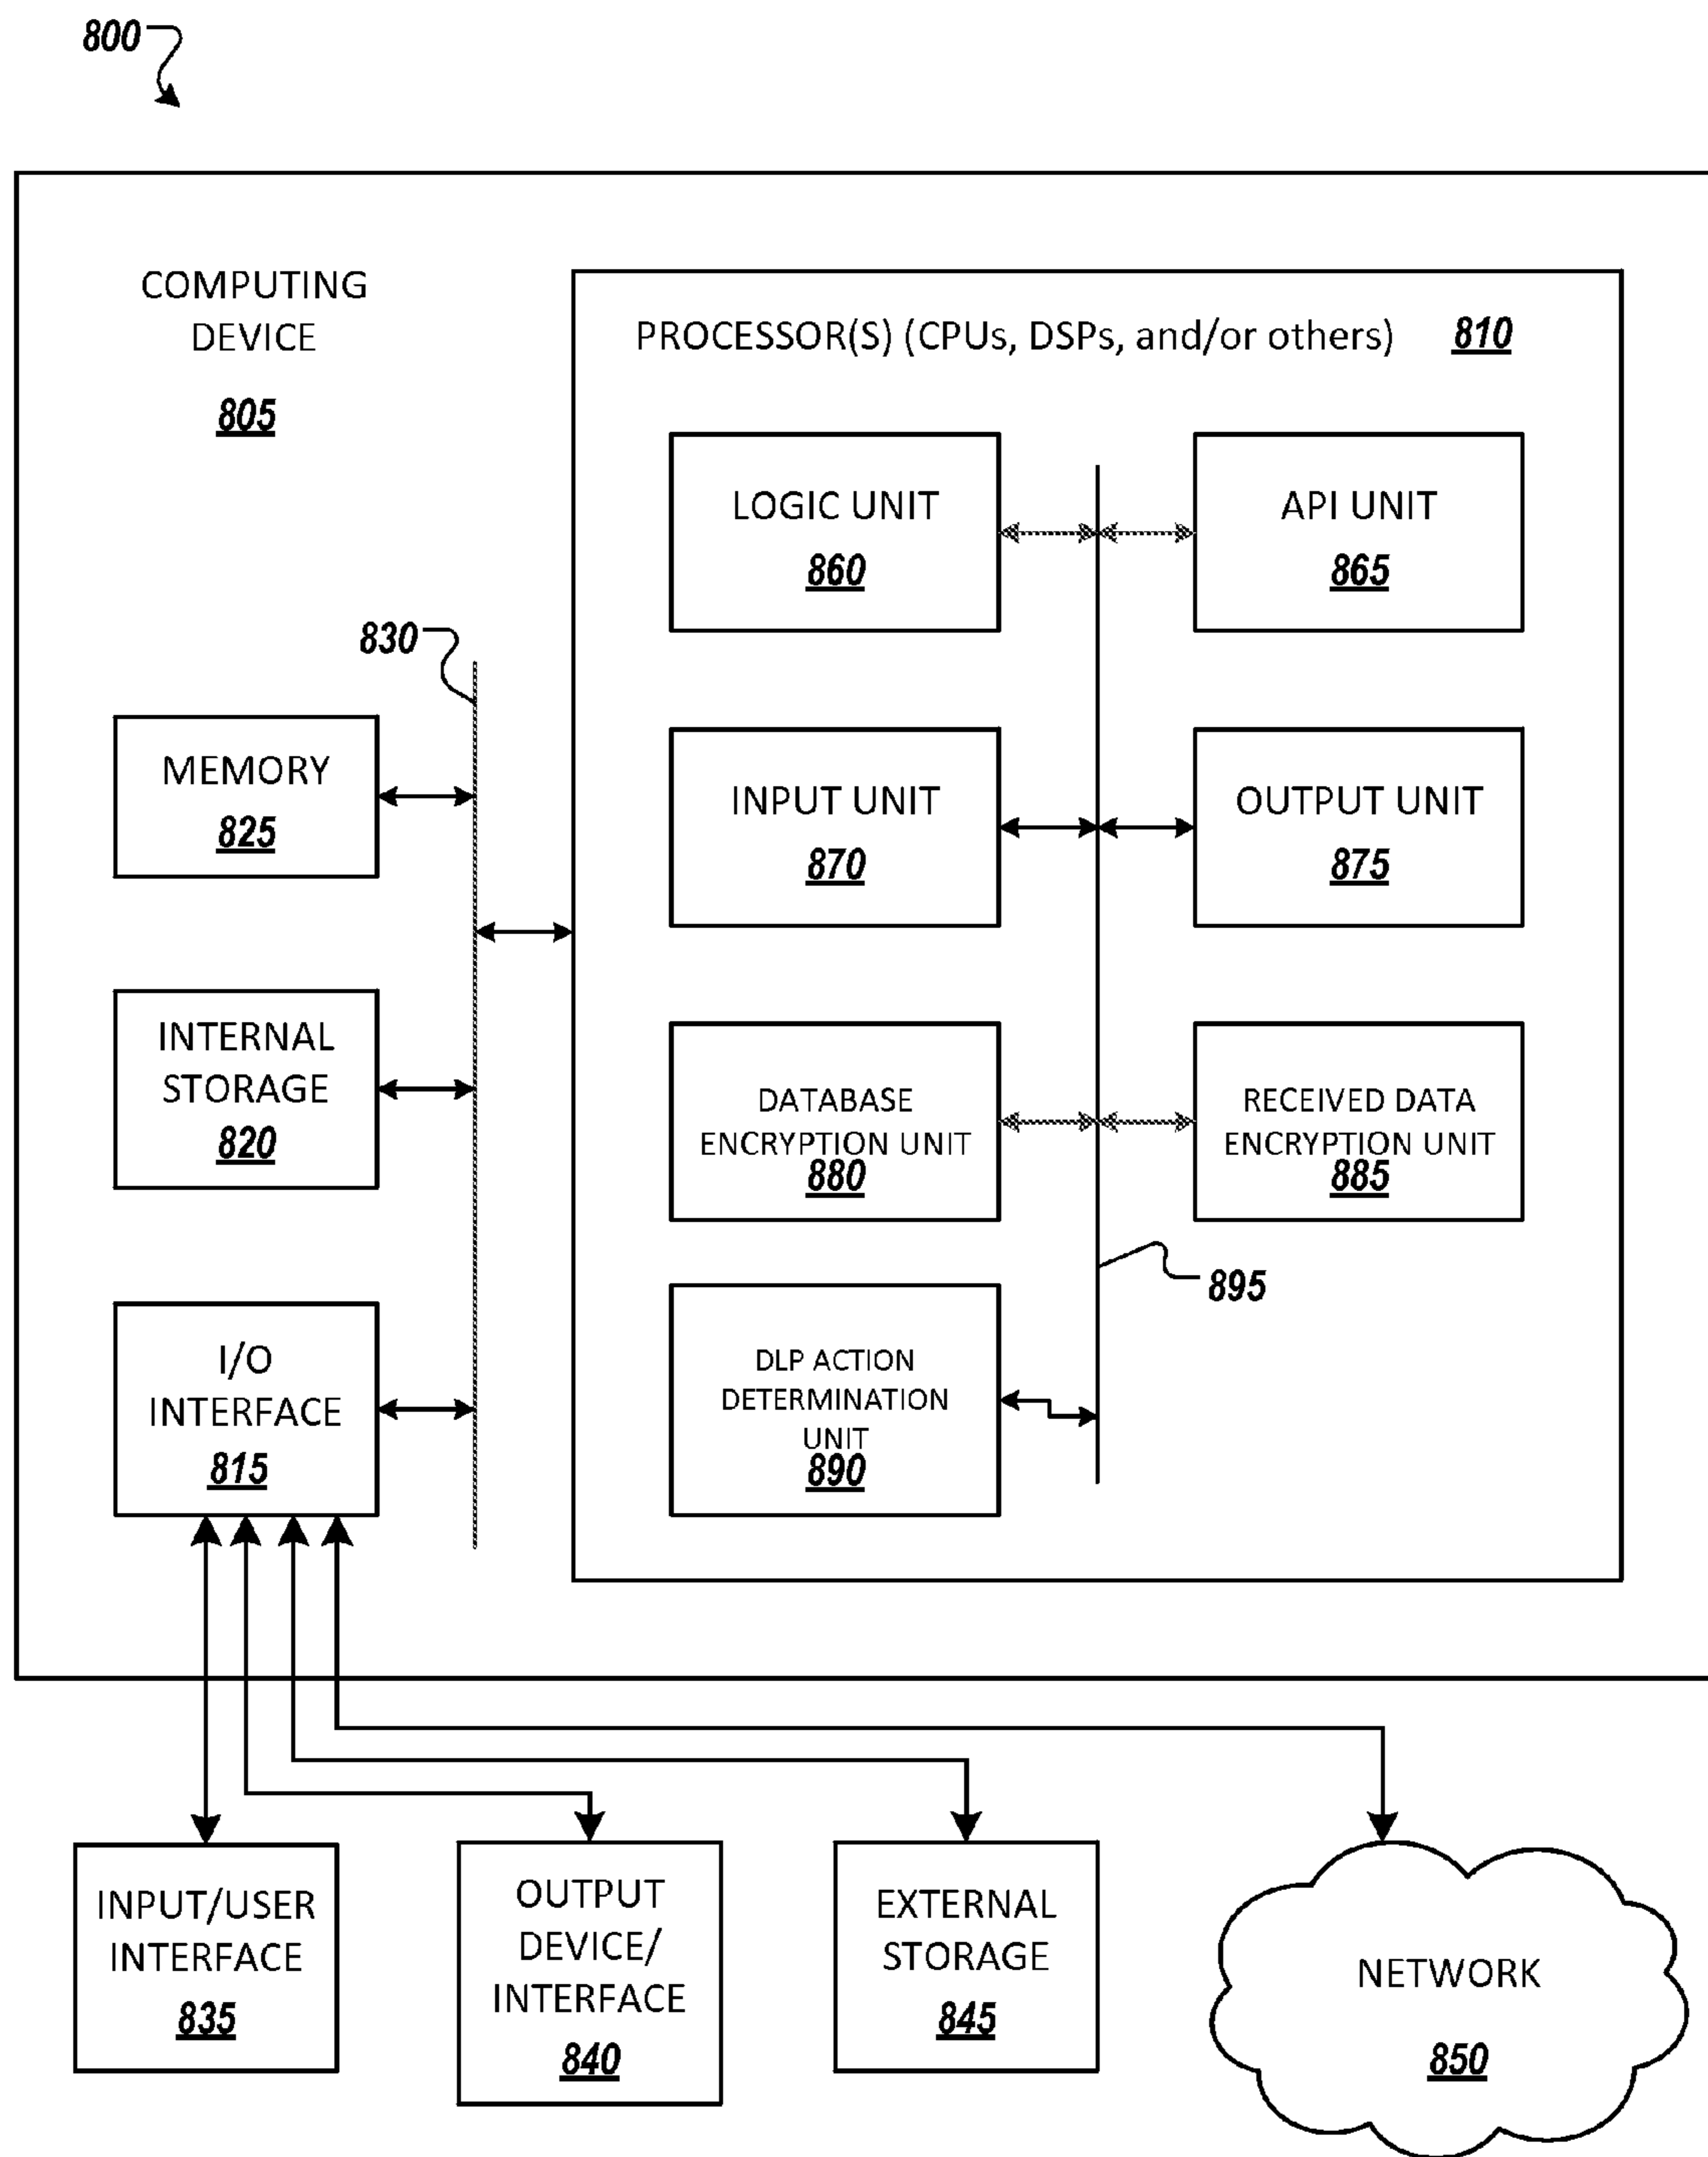 800
COMPUTING
DEVICE
805
PROCESSOR(S) (CPUs, DSPs, and/or others) 810
LOGIC UNIT
860
API UNIT
865
830
MEMORY
825
INPUT UNIT
870
OUTPUT UNIT
875
INTERNAL
STORAGE
820
DATABASE
ENCRYPTION UNIT
880
RECEIVED DATA
ENCRYPTION UNIT
885
895
I/O
INTERFACE
815
DLP ACTION
DETERMINATION
UNIT
890
INPUT/USER
INTERFACE
835
OUTPUT
DEVICE/
INTERFACE
840
EXTERNAL
STORAGE
845
NETWORK
850